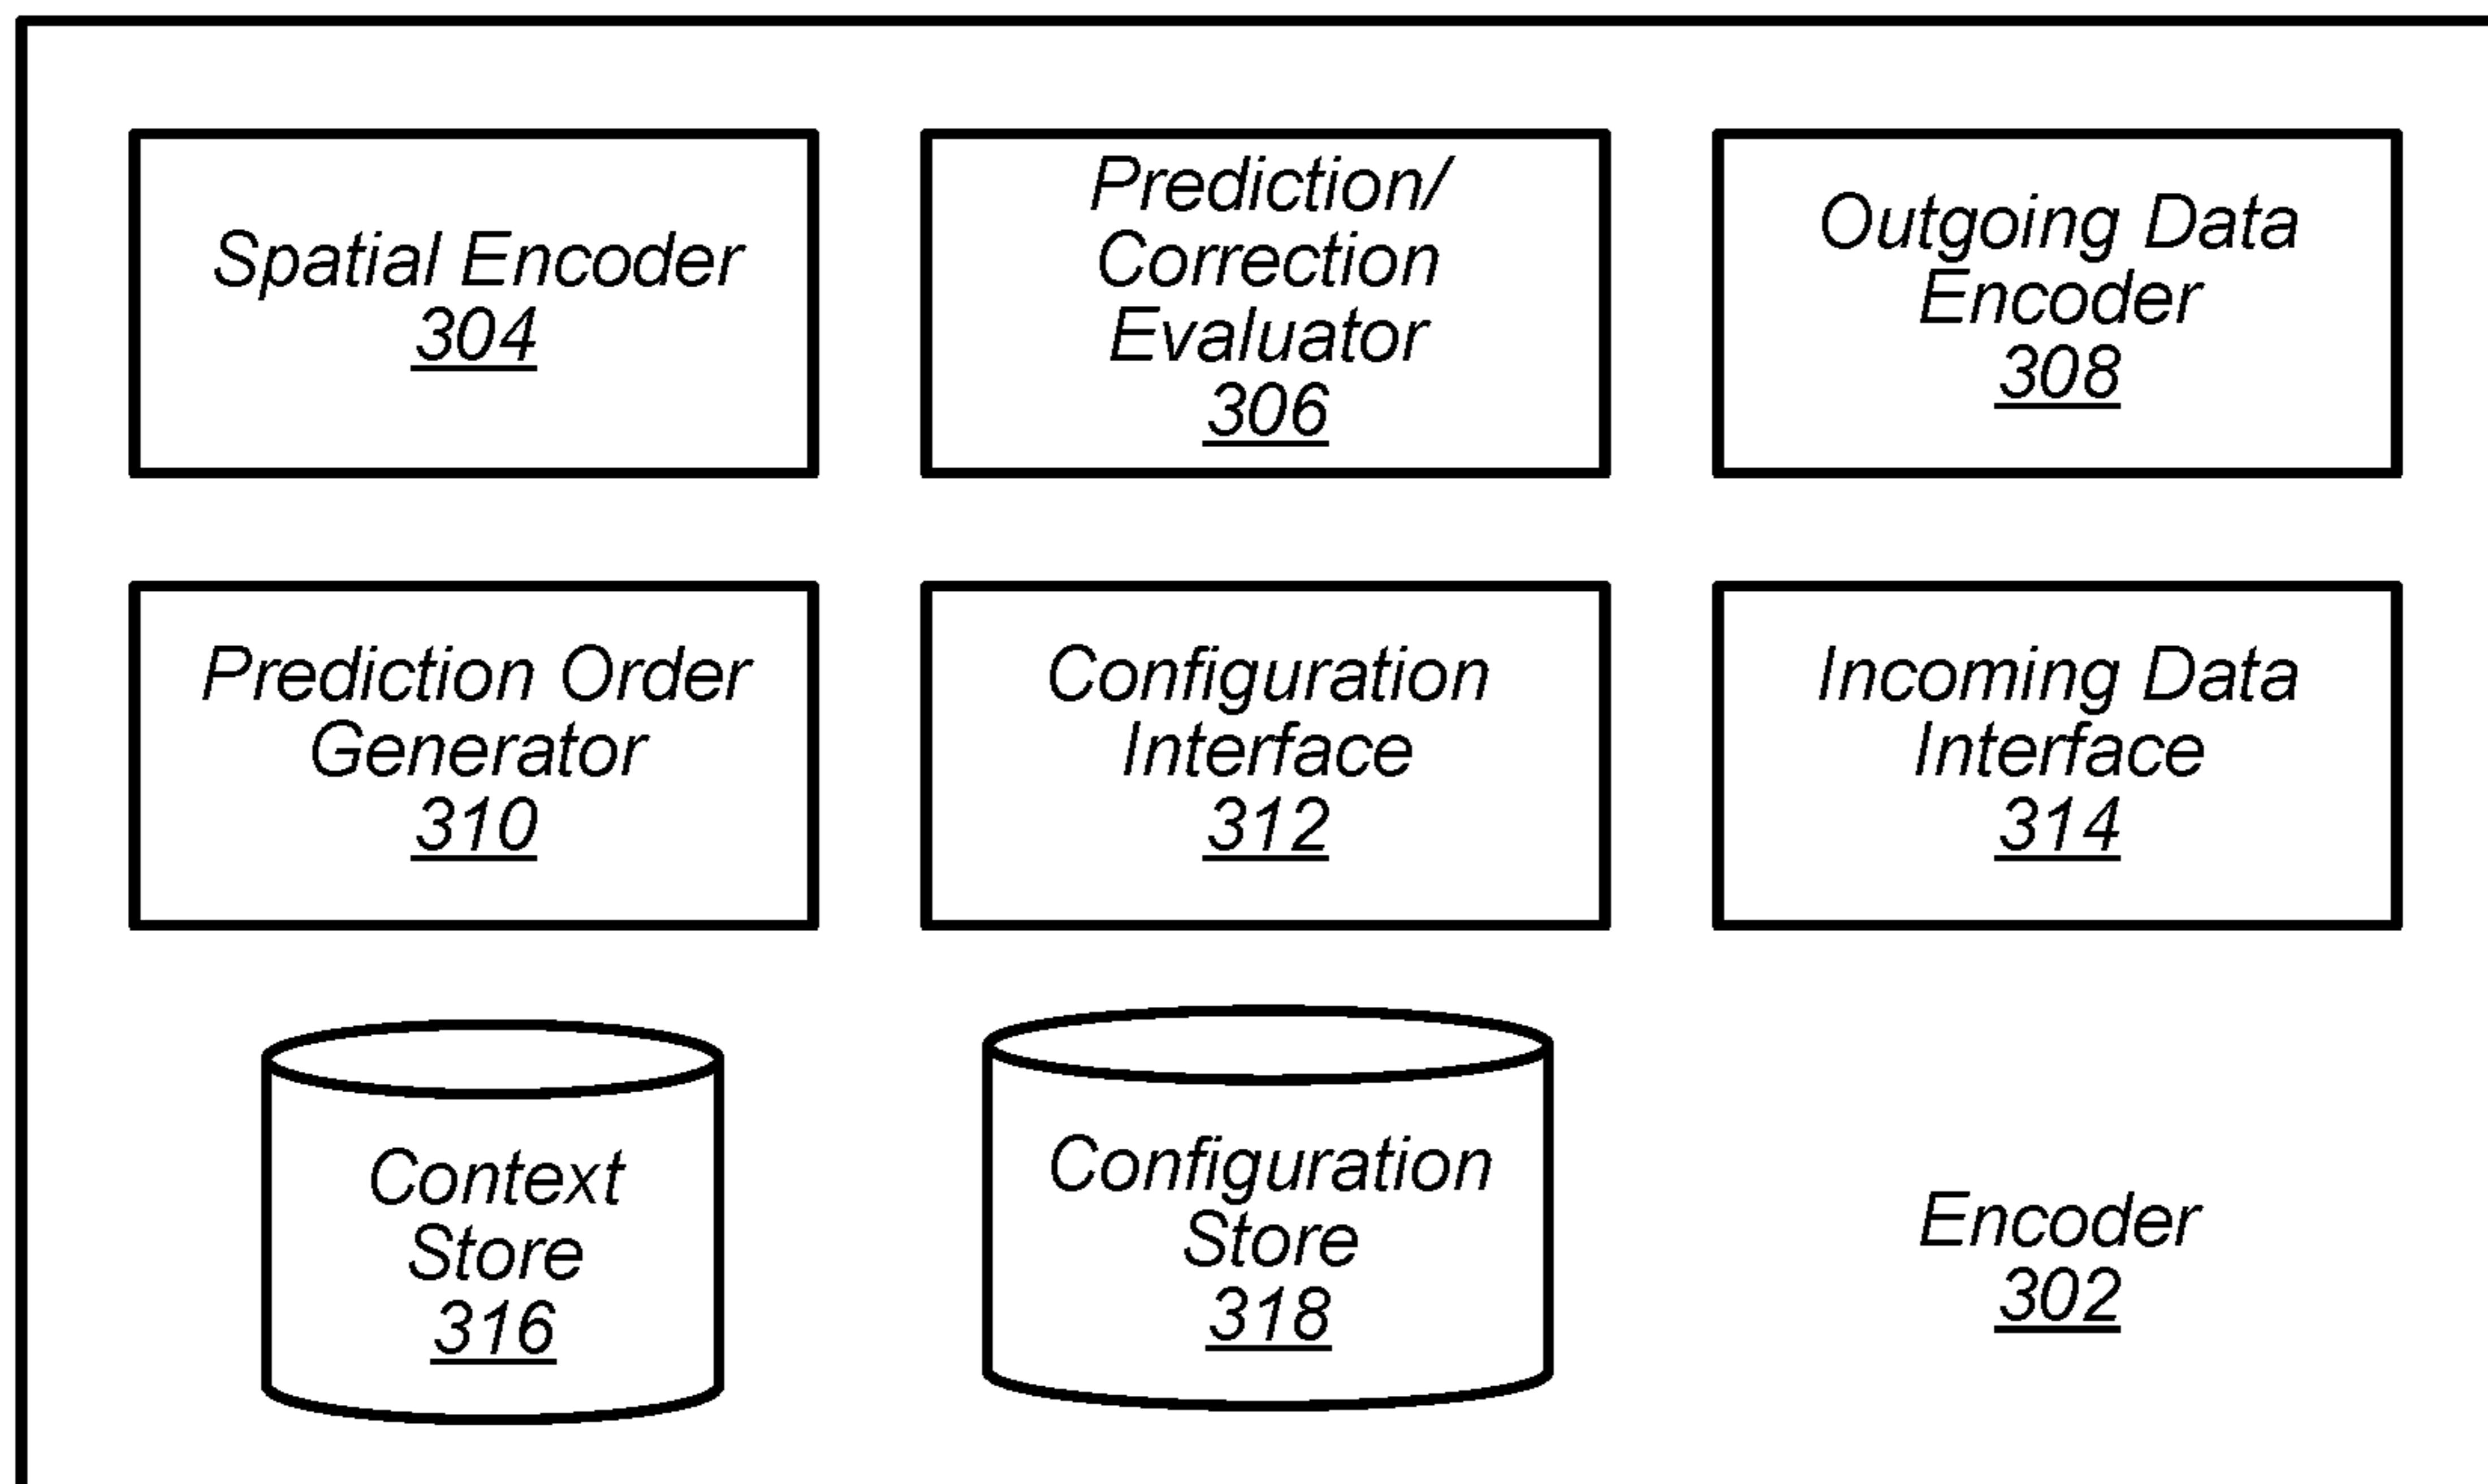 Spatial Encoder
304
Prediction/
Correction
Evaluator
306
Outgoing Data
Encoder
308
Prediction Order
Generator
310
Configuration
Interface
312
Incoming Data
Interface
314
Context
Store
316
Configuration
Store
318
Encoder
302